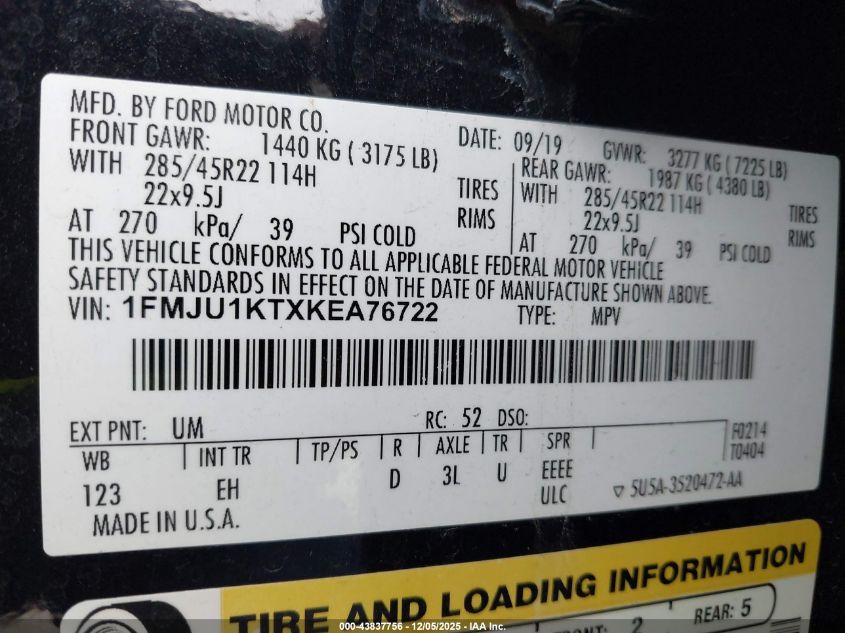 MFD. BY FORD MOTOR CO.
DATE: 09/19 GVWR: 3277 KG ( 7225 LB)
FRONT GAWR: 1440 KG ( 3175 LB)
REAR GAWR: 1987 KG ( 4380 LB)
WITH 285/45R22 114H TIRES
WITH 285/45R22 114H TIRES
22x9.5J RIMS
22x9.5J RIMS
AT 270 kPa/ 39 PSI COLD
AT 270 kPa/ 39 PSI COLD
THIS VEHICLE CONFORMS TO ALL APPLICABLE FEDERAL MOTOR VEHICLE
SAFETY STANDARDS IN EFFECT ON THE DATE OF MANUFACTURE SHOWN ABOVE.
VIN: 1FMJU1KTXKEA76722 TYPE: MPV
EXT PNT: UM RC: 52 DSO:
WB INT TR TP/PS R AXLE TR SPR
F0214
T0404
123 EH D 3L U EEEE
ULC
▽ 5U5A-3520472-AA
MADE IN U.S.A.
TIRE AND LOADING INFORMATION
FRONT: 2 REAR: 5
000-43837756 - 12/05/2025 - IAA Inc.